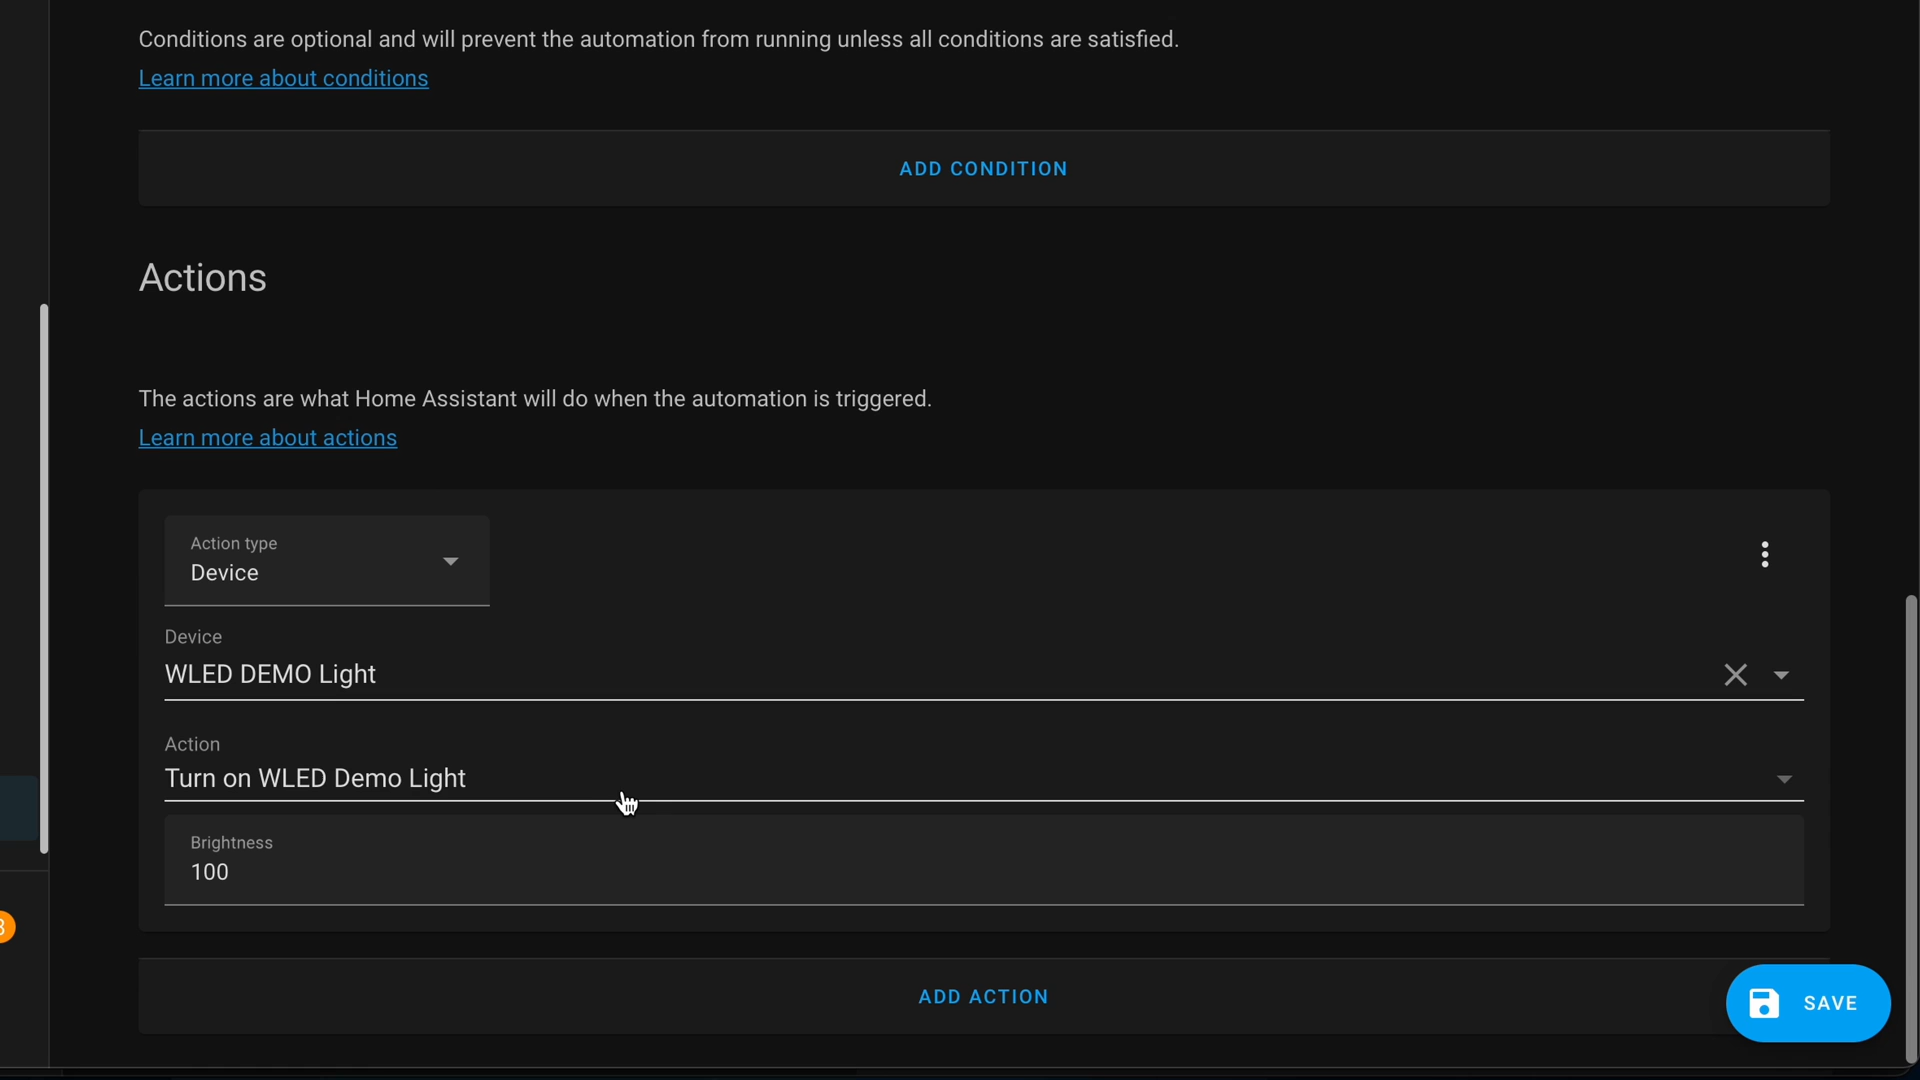 Conditions are optional and will prevent the automation from running unless all conditions are satisfied.
Learn more about conditions
ADD CONDITION
Actions
The actions are what Home Assistant will do when the automation is triggered.
Learn more about actions
Action type
Device
Device
WLED DEMO Light
Action
Turn on WLED Demo Light
Brightness
100
ADD ACTION
SAVE